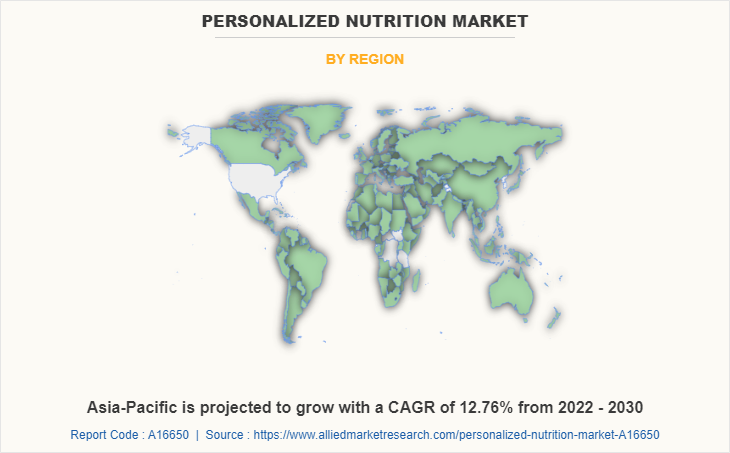 PERSONALIZED NUTRITION MARKET
BY REGION
Asia-Pacific is projected to grow with a CAGR of 12.76% from 2022 - 2030
Report Code : A16650 | Source : https://www.alliedmarketresearch.com/personalized-nutrition-market-A16650